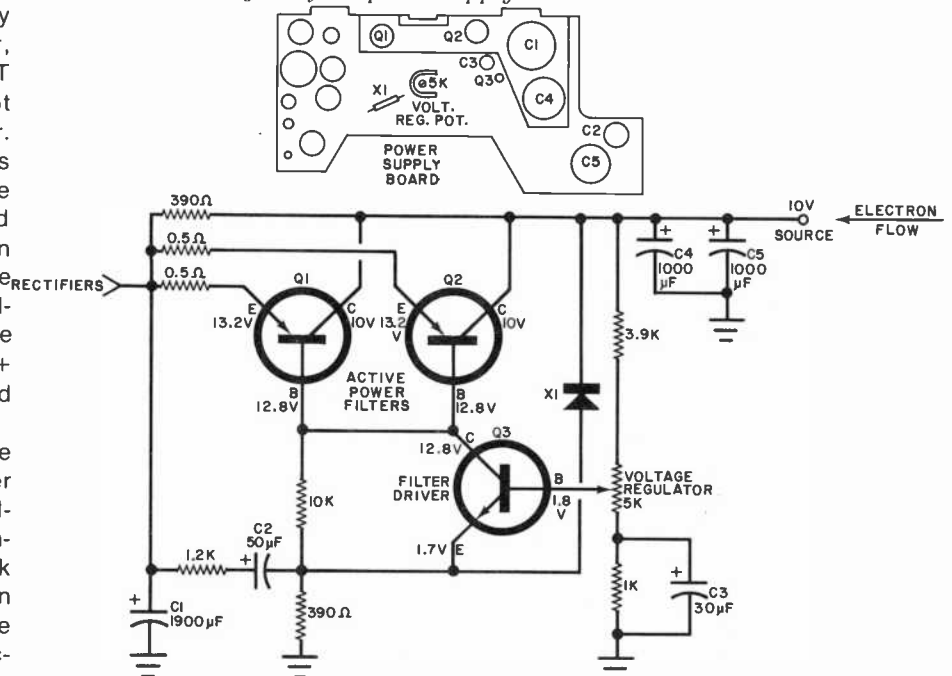 Q1
Q2
C1
C3
Q3
5K
X1
VOLT.
REG. POT.
C4
C2
C5
POWER
SUPPLY
BOARD
390Ω
10V
SOURCE
ELECTRON
FLOW
0.5Ω
0.5Ω
RECTIFIERS
Q1
E
13.2V
C
10V
B
12.8V
ACTIVE
POWER
FILTERS
Q2
E
13.2
V
C
10V
B
12.8V
+
C4
1000
µF
+
C5
1000
µF
3.9K
X1
12.8V
C
Q3
FILTER
DRIVER
B
1.8
V
1.7V
E
VOLTAGE
REGULATOR
5K
10K
1.2K
C2
50µF
+
390Ω
+
C1
1900µF
1K
+
C3
30µF